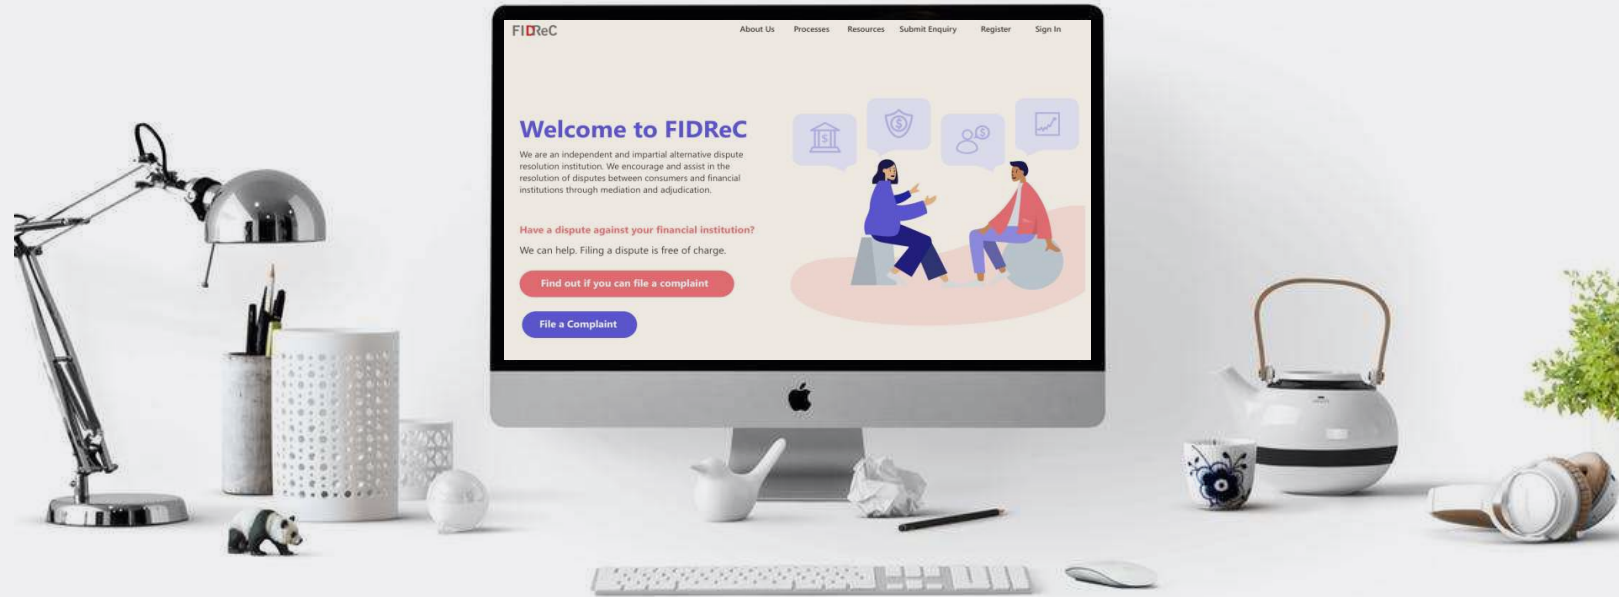 FIDReC
About Us Processes Resources Submit Enquiry Register Sign In
Welcome to FIDReC
We are an independent and impartial alternative dispute
resolution institution. We encourage and assist in the
resolution of disputes between consumers and financial
institutions through mediation and adjudication.
Have a dispute against your financial institution?
We can help. Filing a dispute is free of charge.
Find out if you can file a complaint
File a Complaint